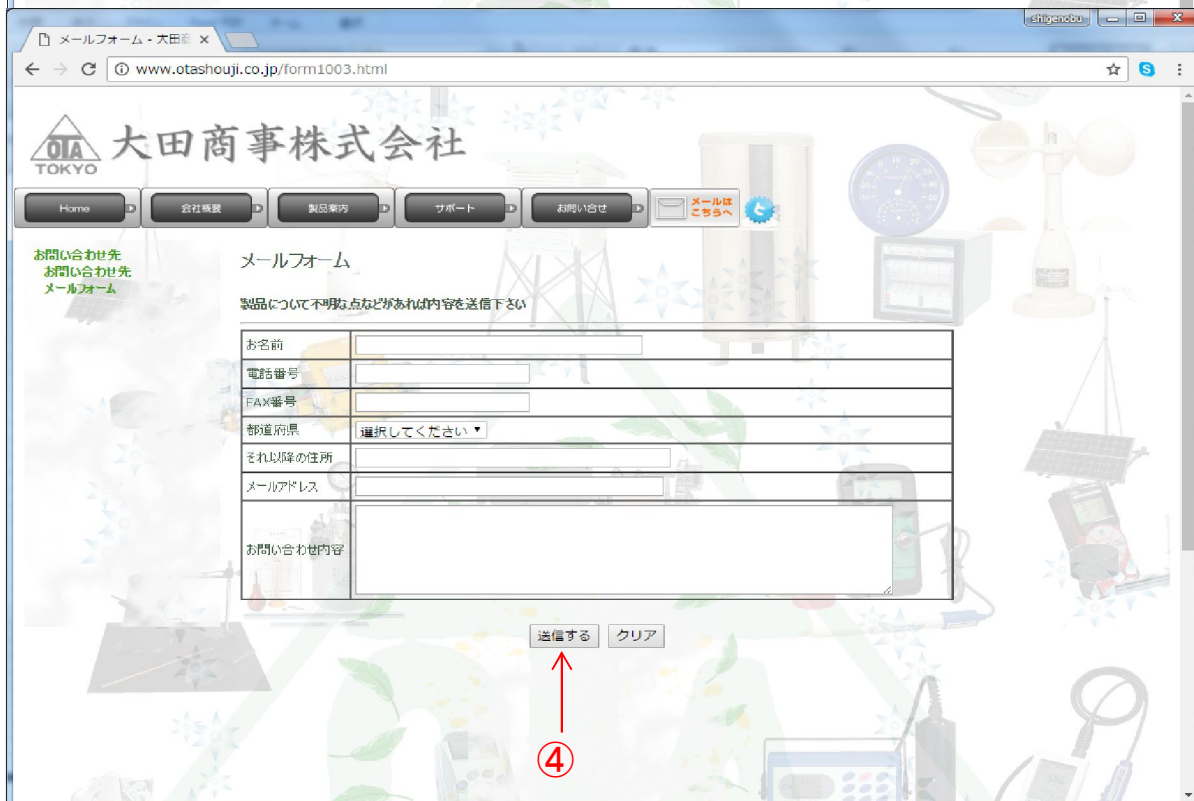 shigenobu
メールフォーム - 大田商
www.otashouji.co.jp/form1003.html
OTA
TOKYO
大田商事株式会社
Home
会社概要
製品案内
サポート
お問い合せ
メールは
こちらへ
お問い合わせ先
お問い合わせ先
メールフォーム
メールフォーム
製品について不明な点などがあれば内容を送信下さい
お名前
電話番号
FAX番号
都道府県
選択してください
それ以降の住所
メールアドレス
お問い合わせ内容
送信する
クリア
④